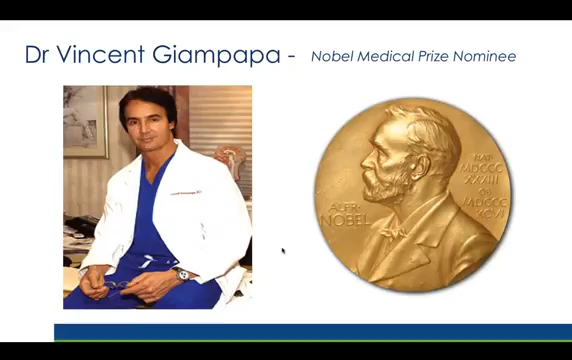 Dr Vincent Giampapa - Nobel Medical Prize Nominee
ALFR·
NOBEL
NAT·
MDCCC
XXXIII
OB·
MDCCC
XCVI